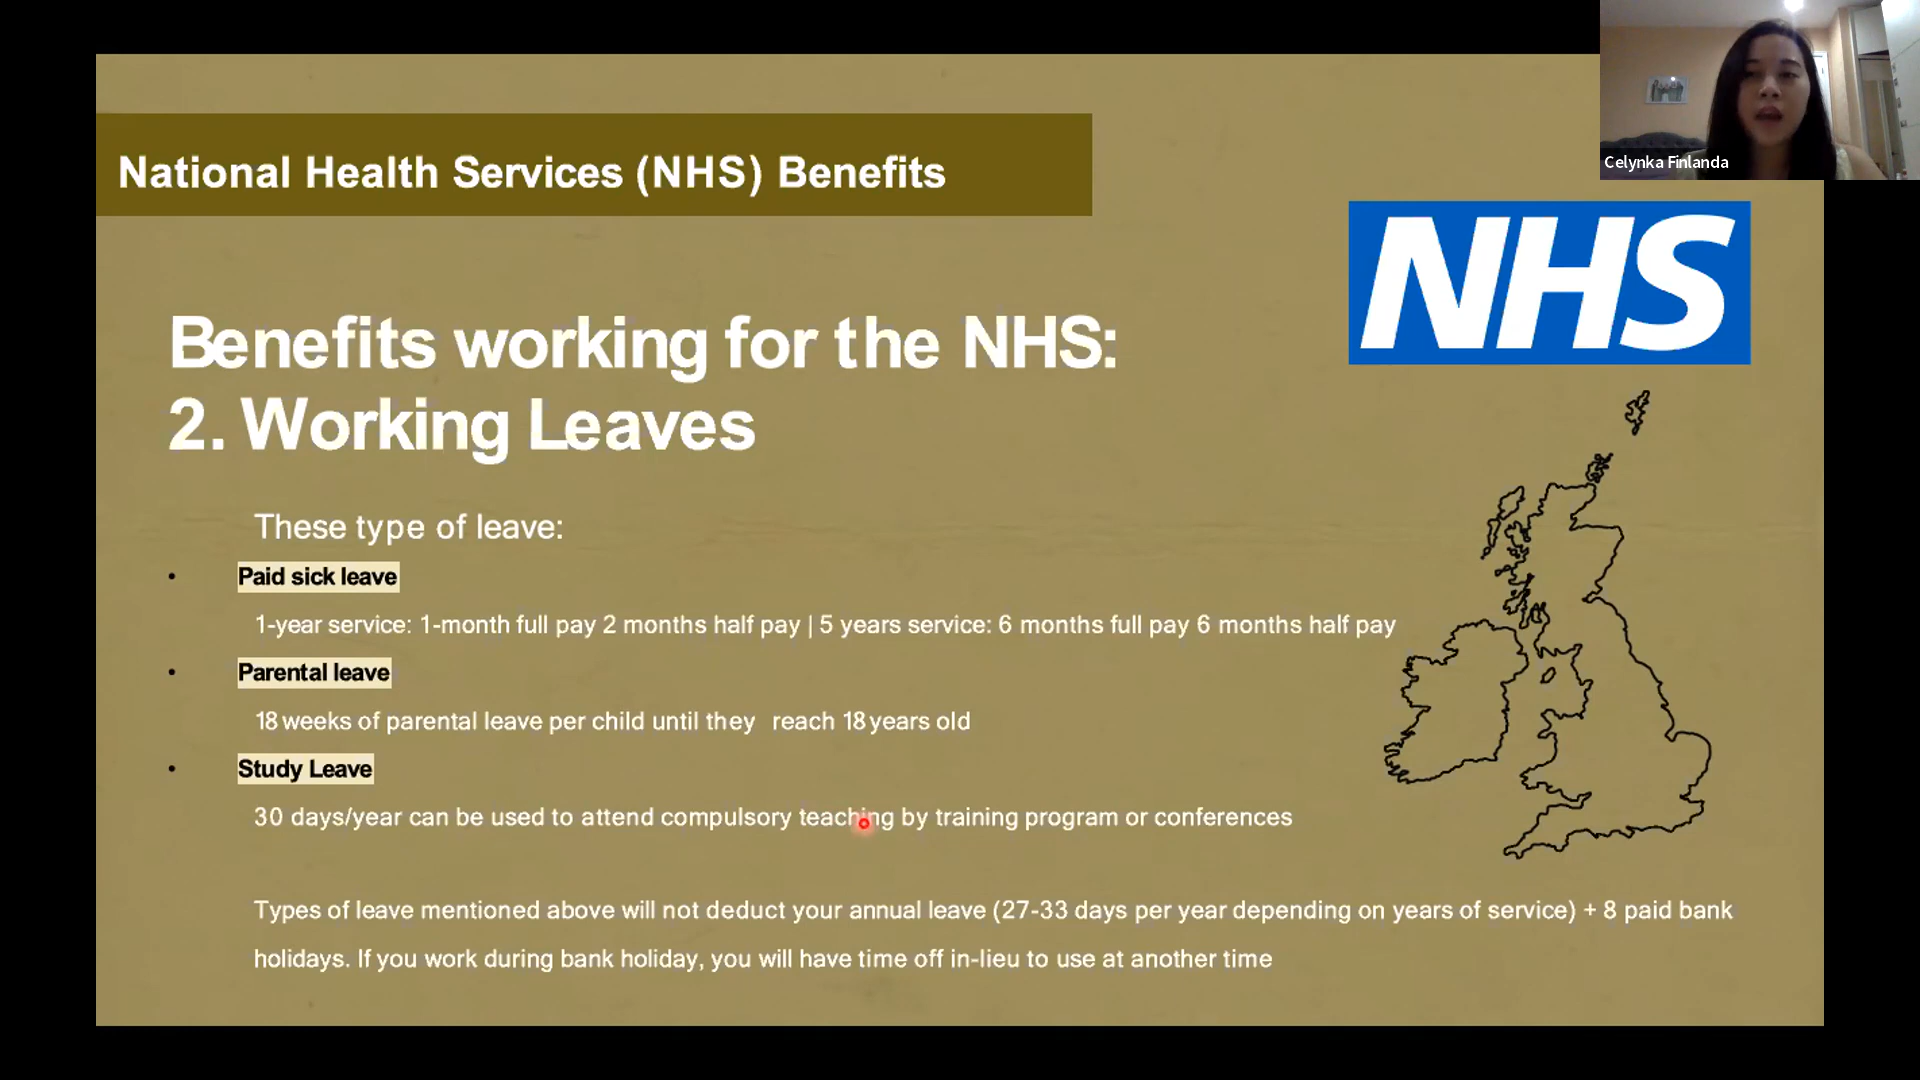 Celynka Finlanda
National Health Services (NHS) Benefits
NHS
Benefits working for the NHS:
2. Working Leaves
These type of leave:
• Paid sick leave
1-year service: 1-month full pay 2 months half pay | 5 years service: 6 months full pay 6 months half pay
• Parental leave
18 weeks of parental leave per child until they reach 18 years old
• Study Leave
30 days/year can be used to attend compulsory teaching by training program or conferences
Types of leave mentioned above will not deduct your annual leave (27-33 days per year depending on years of service) + 8 paid bank
holidays. If you work during bank holiday, you will have time off in-lieu to use at another time